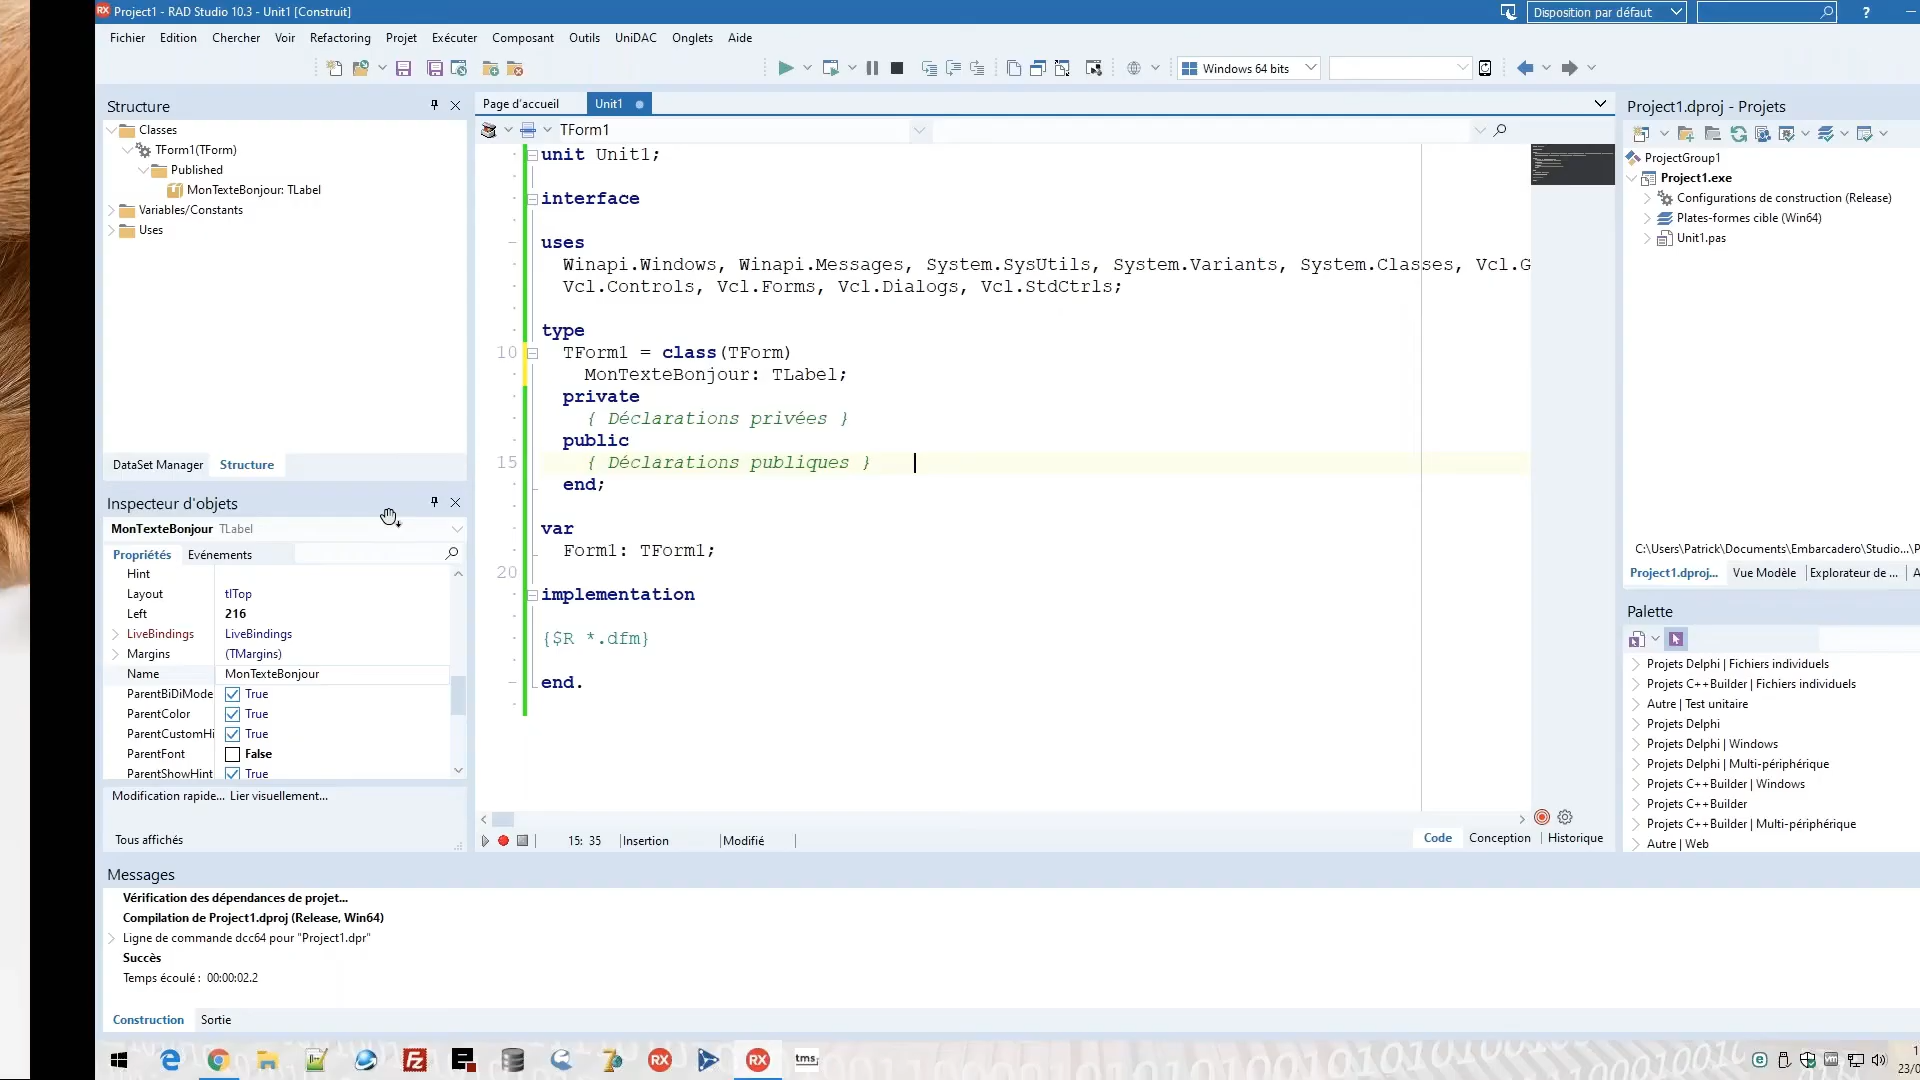 Project1 - RAD Studio 10.3 - Unit1 [Construit]
Disposition par défaut
?
Fichier Edition Chercher Voir Refactoring Projet Exécuter Composant Outils UniDAC Onglets Aide
Windows 64 bits
Structure
Classes
TForm1(TForm)
Published
MonTexteBonjour: TLabel
Variables/Constants
Uses
DataSet Manager Structure
Inspecteur d'objets
MonTexteBonjour TLabel
Propriétés Evénements
Hint
Layout tlTop
Left 216
LiveBindings LiveBindings
Margins (TMargins)
Name MonTexteBonjour
ParentBiDiMode True
ParentColor True
ParentCustomHi True
ParentFont False
ParentShowHint True
Modification rapide... Lier visuellement...
Tous affichés
Page d'accueil Unit1
TForm1
unit Unit1;
interface
uses
Winapi.Windows, Winapi.Messages, System.SysUtils, System.Variants, System.Classes, Vcl.G
Vcl.Controls, Vcl.Forms, Vcl.Dialogs, Vcl.StdCtrls;
type
10 TForm1 = class(TForm)
MonTexteBonjour: TLabel;
private
{ Déclarations privées }
public
15 { Déclarations publiques }
end;
var
Form1: TForm1;
20
implementation
{$R *.dfm}
end.
15: 35 Insertion Modifié
Code Conception Historique
Project1.dproj - Projets
ProjectGroup1
Project1.exe
Configurations de construction (Release)
Plates-formes cible (Win64)
Unit1.pas
C:\Users\Patrick\Documents\Embarcadero\Studio...\P
Project1.dproj... Vue Modèle Explorateur de ... A
Palette
Projets Delphi | Fichiers individuels
Projets C++Builder | Fichiers individuels
Autre | Test unitaire
Projets Delphi
Projets Delphi | Windows
Projets Delphi | Multi-périphérique
Projets C++Builder | Windows
Projets C++Builder
Projets C++Builder | Multi-périphérique
Autre | Web
Messages
Vérification des dépendances de projet...
Compilation de Project1.dproj (Release, Win64)
Ligne de commande dcc64 pour "Project1.dpr"
Succès
Temps écoulé : 00:00:02.2
Construction Sortie
RX RX tms
23/0